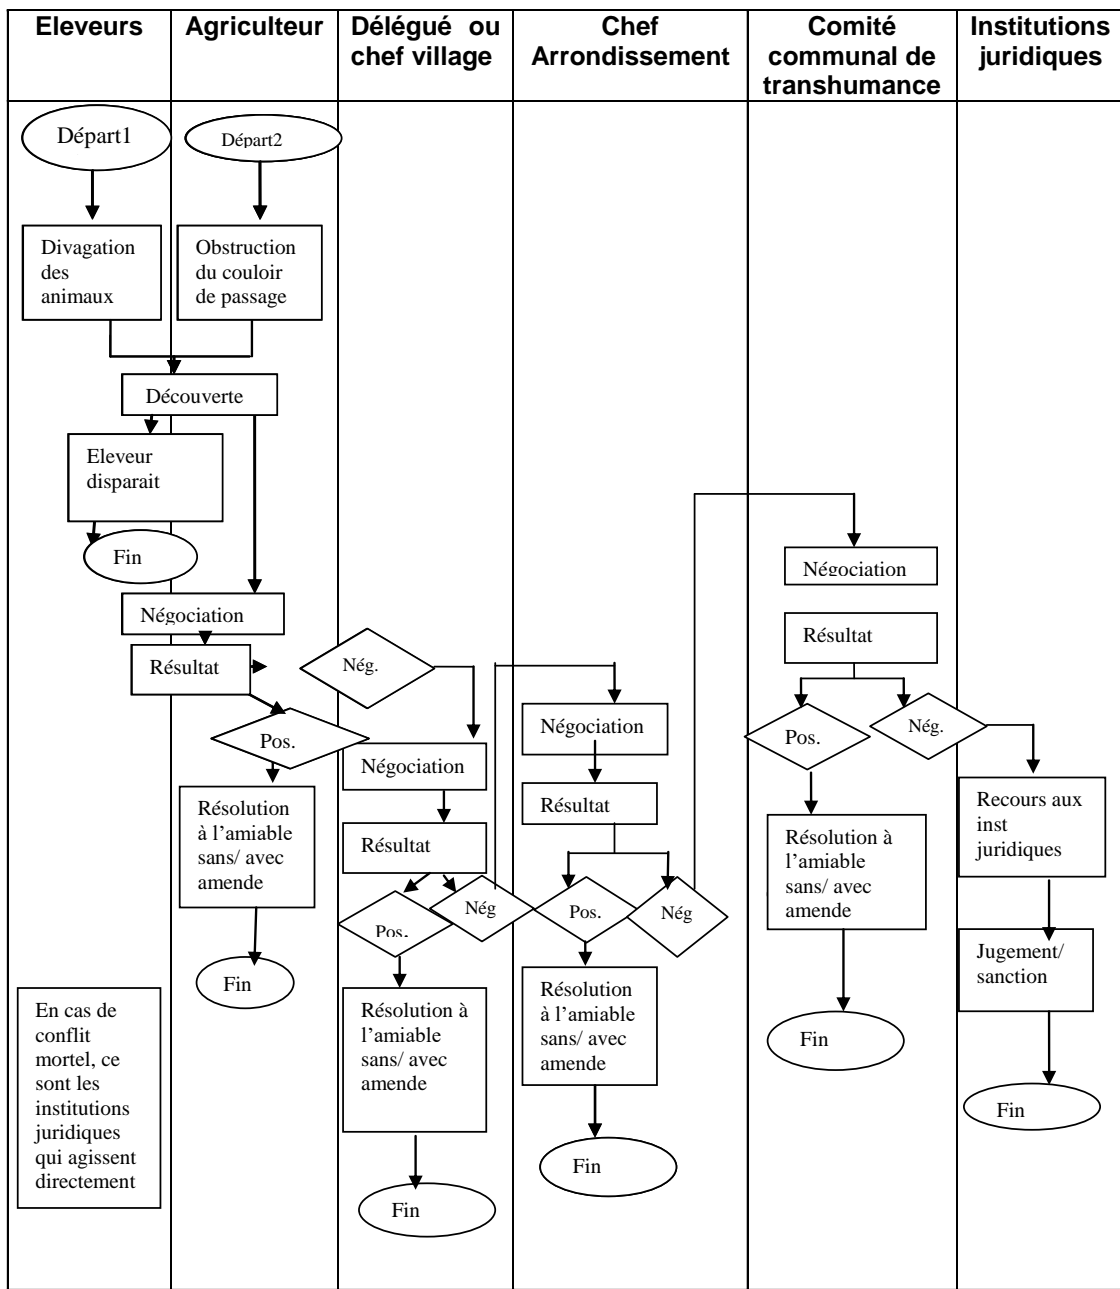 Eleveurs
Agriculteur
Délégué ou
chef village
Chef
Arrondissement
Comité
communal de
transhumance
Institutions
juridiques
Départ1
Départ2
Divagation
des
animaux
Obstruction
du couloir
de passage
Découverte
Eleveur
disparait
Fin
Négociation
Résultat
Nég.
Pos.
Résolution
à l’amiable
sans/ avec
amende
Fin
En cas de
conflit
mortel, ce
sont les
institutions
juridiques
qui agissent
directement
Négociation
Résultat
Pos.
Nég
Résolution à
l’amiable
sans/ avec
amende
Fin
Négociation
Résultat
Pos.
Nég
Résolution
à l’amiable
sans/ avec
amende
Fin
Négociation
Résultat
Pos.
Nég.
Résolution à
l’amiable
sans/ avec
amende
Fin
Recours aux
inst
juridiques
Jugement/
sanction
Fin